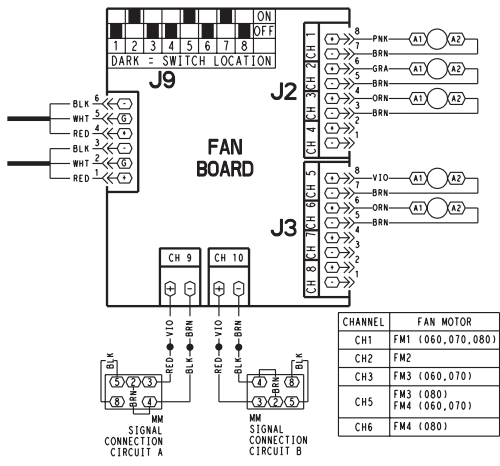 ON
OFF
1 2 3 4 5 6 7 8
DARK = SWITCH LOCATION
J9
J2
FAN
BOARD
J3
BLK 6 -
WHT 5 G
RED 4 +
BLK 3 -
WHT 2 G
RED 1 +
CH 1
CH 2
CH 3
CH 4
+ 8 PNK A1 A2
- 7 BRN
+ 6 GRA A1 A2
- 5 BRN
+ 4 ORN A1 A2
- 3 BRN
+ 2
- 1
CH 5
CH 6
CH 7
CH 8
+ 8 VIO A1 A2
- 7 BRN
+ 6 ORN A1 A2
- 5 BRN
+ 4
- 3
+ 2
- 1
CH 9 CH 10
+ - + -
VIO BRN VIO BRN
RED BLK RED BLK
BLK
5 2 3
BRN
8 4
MM
SIGNAL
CONNECTION
CIRCUIT A
BLK
4 8
BRN
3 2 5
MM
SIGNAL
CONNECTION
CIRCUIT B
CHANNEL FAN MOTOR
CH1 FM1 (060,070,080)
CH2 FM2
CH3 FM3 (060,070)
CH5 FM3 (080)
FM4 (060,070)
CH6 FM4 (080)